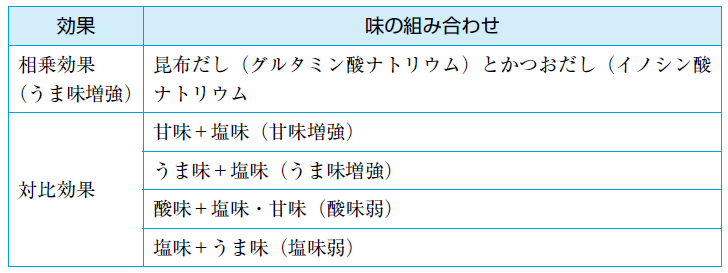 効果
味の組み合わせ
相乗効果
（うま味増強）
昆布だし（グルタミン酸ナトリウム）とかつおだし（イノシン酸
ナトリウム
対比効果
甘味＋塩味（甘味増強）
うま味＋塩味（うま味増強）
酸味＋塩味・甘味（酸味弱）
塩味＋うま味（塩味弱）